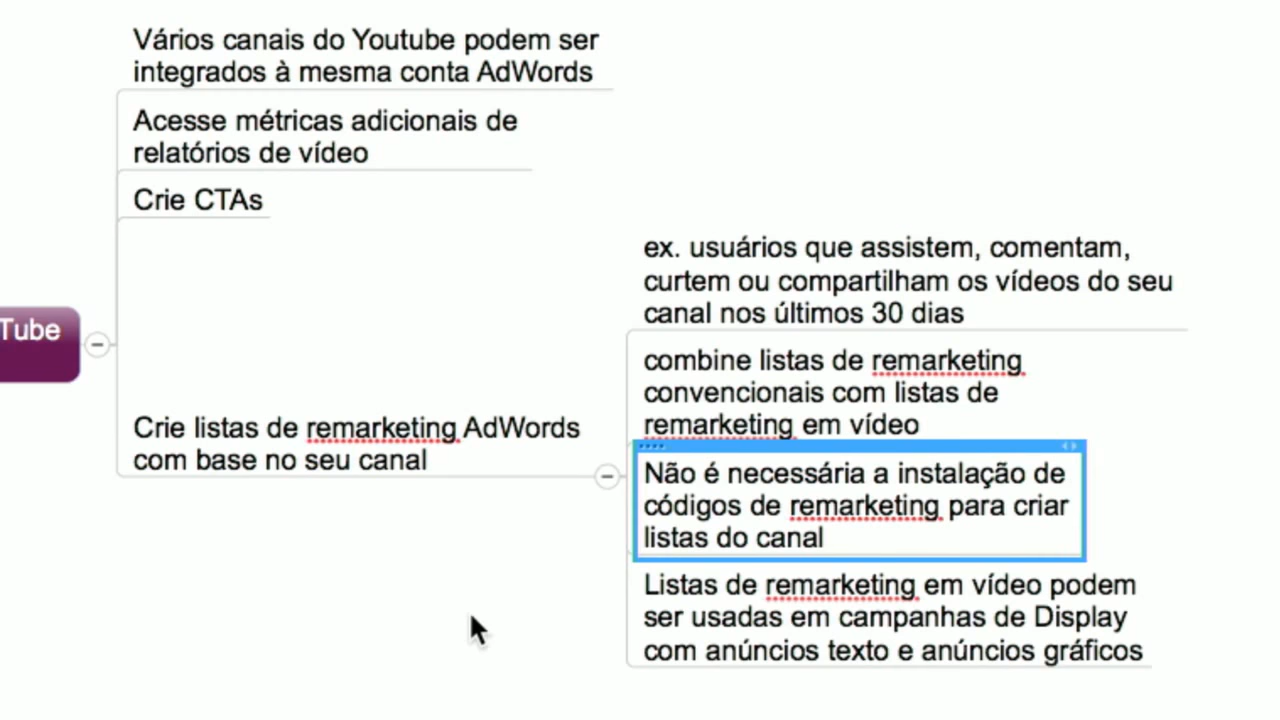 Vários canais do Youtube podem ser
integrados à mesma conta AdWords
Acesse métricas adicionais de
relatórios de vídeo
Crie CTAs
Tube
Crie listas de remarketing AdWords
com base no seu canal
ex. usuários que assistem, comentam,
curtem ou compartilham os vídeos do seu
canal nos últimos 30 dias
combine listas de remarketing
convencionais com listas de
remarketing em vídeo
Não é necessária a instalação de
códigos de remarketing para criar
listas do canal
Listas de remarketing em vídeo podem
ser usadas em campanhas de Display
com anúncios texto e anúncios gráficos